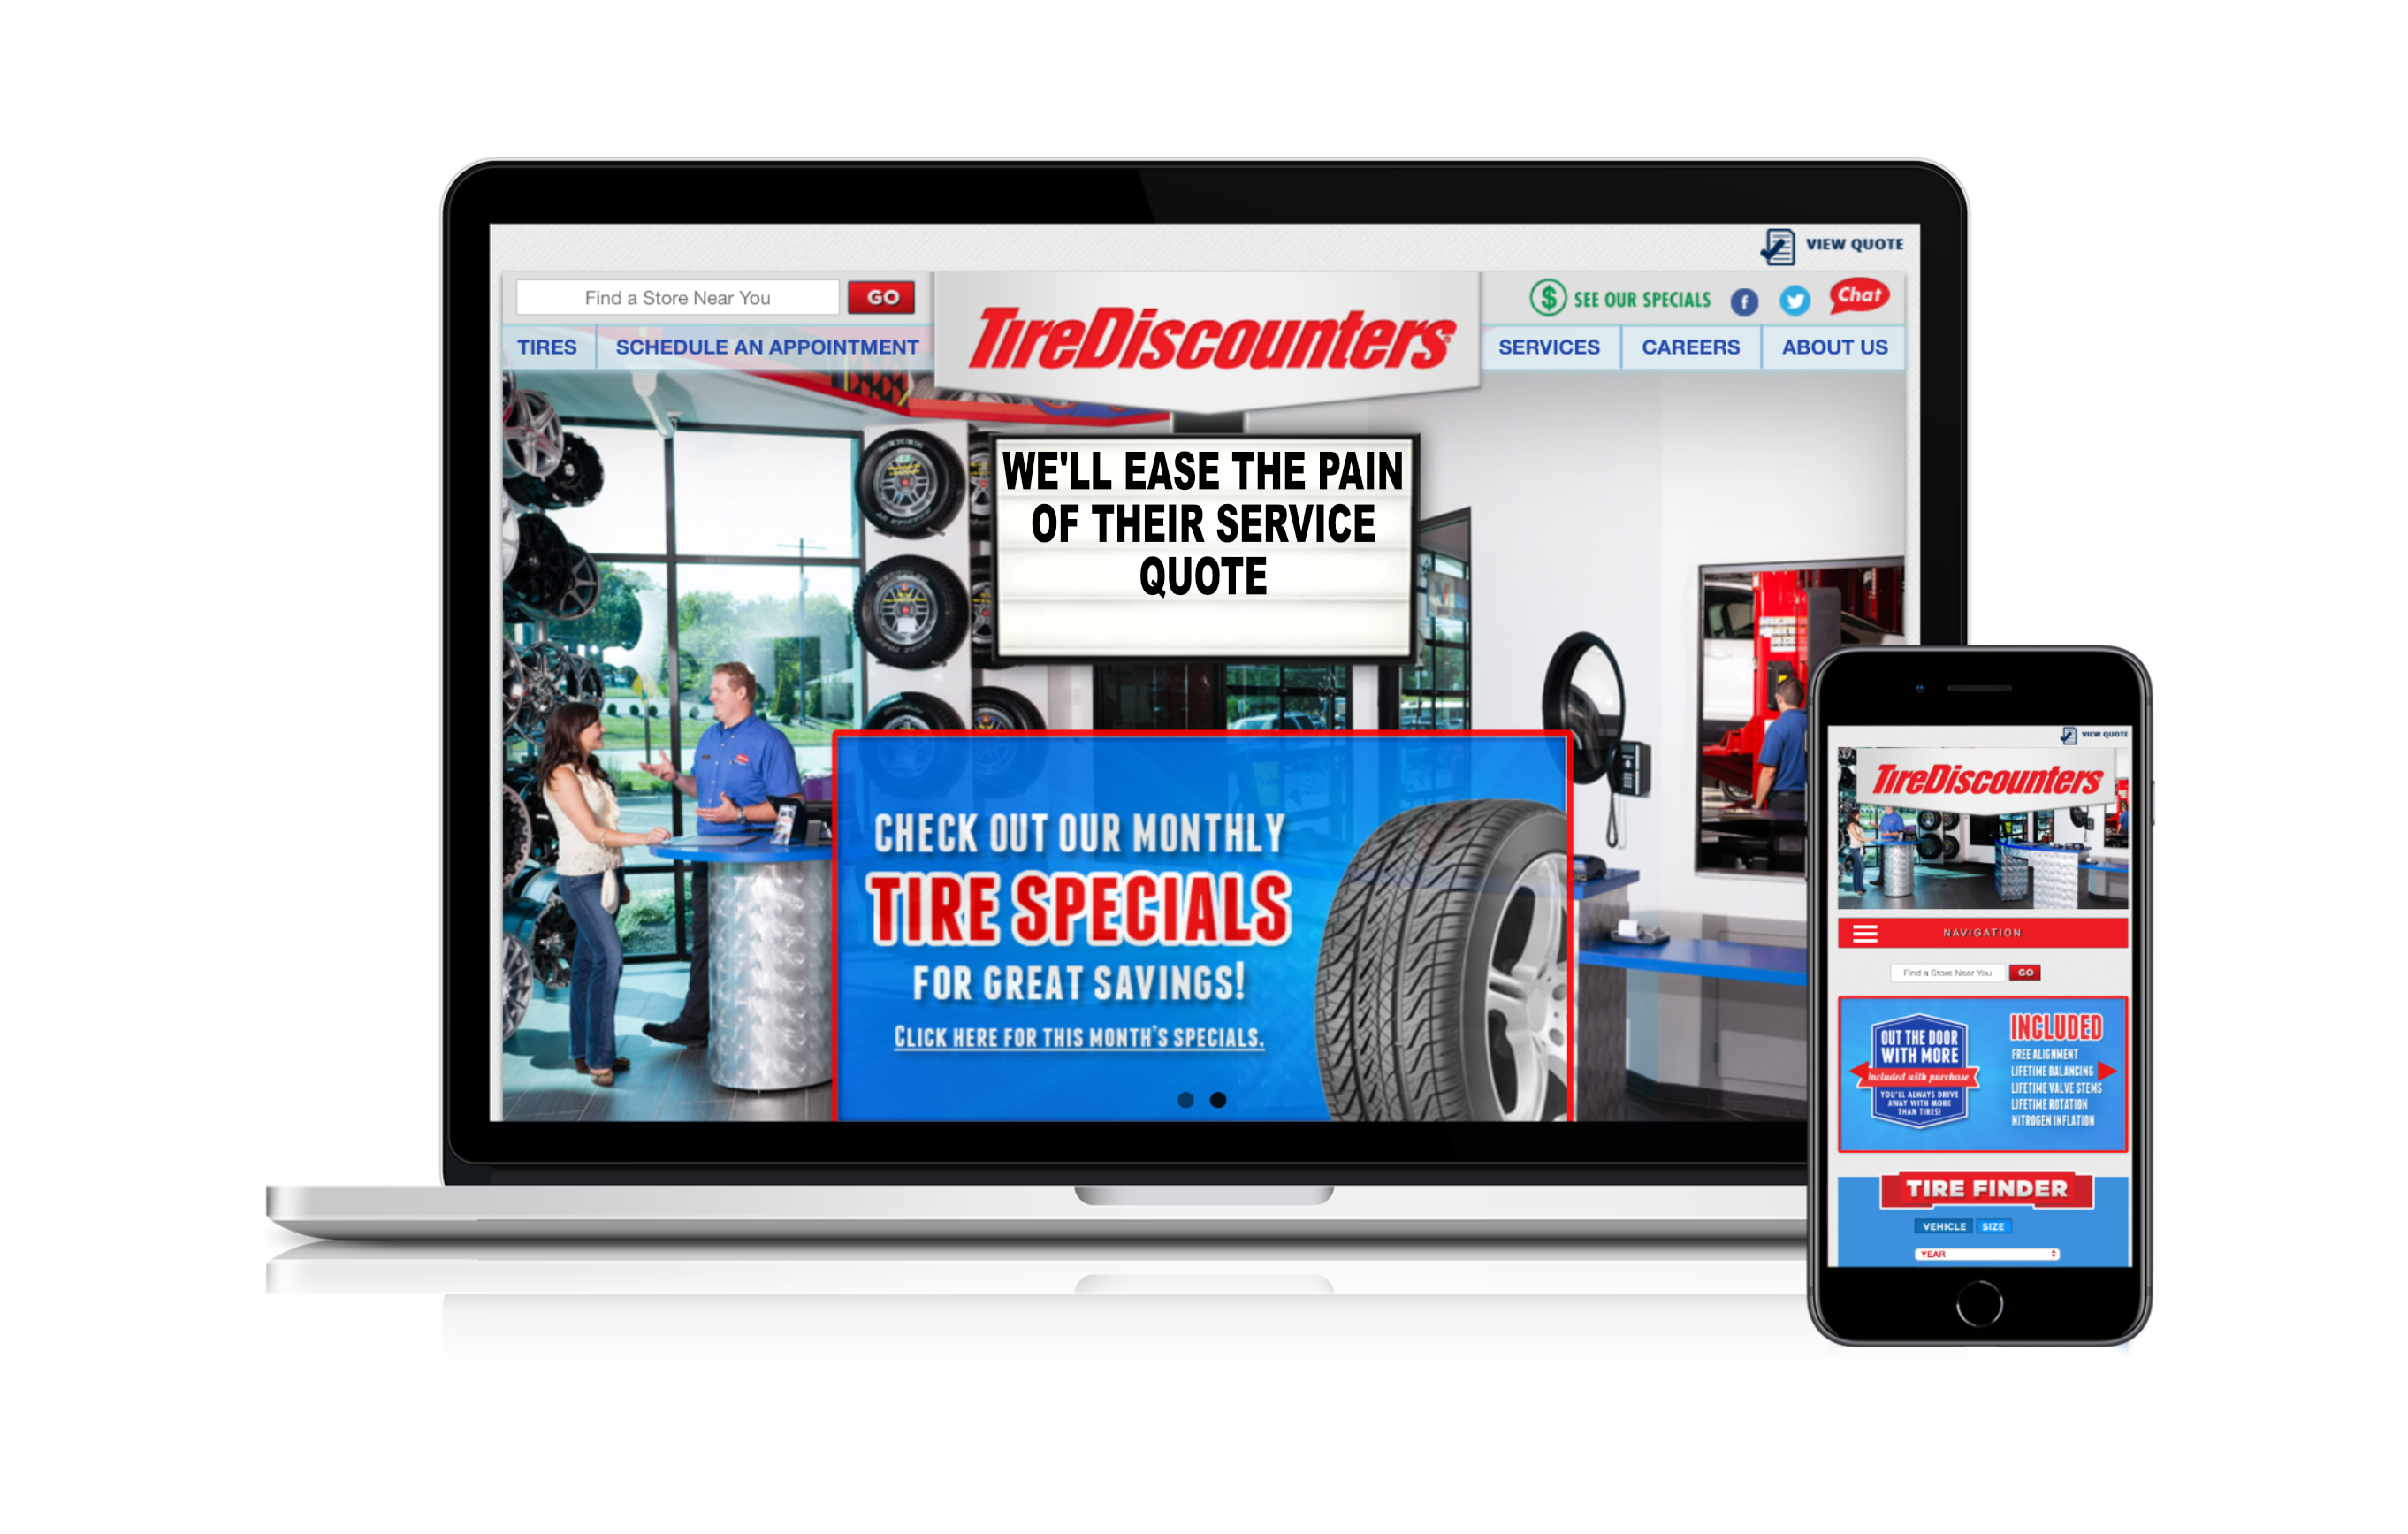 VIEW QUOTE
Find a Store Near You
GO
TireDiscounters
SEE OUR SPECIALS
f
Chat
TIRES
SCHEDULE AN APPOINTMENT
SERVICES
CAREERS
ABOUT US
WE'LL EASE THE PAIN
OF THEIR SERVICE
QUOTE
CHECK OUT OUR MONTHLY
TIRE SPECIALS
FOR GREAT SAVINGS!
CLICK HERE FOR THIS MONTH'S SPECIALS.
VIEW QUOTE
TireDiscounters
NAVIGATION
Find a Store Near You
GO
OUT THE DOOR
WITH MORE
included with purchase
YOU'LL ALWAYS DRIVE
AWAY WITH MORE
THAN TIRES!
INCLUDED
FREE ALIGNMENT
LIFETIME BALANCING
LIFETIME VALVE STEMS
LIFETIME ROTATION
NITROGEN INFLATION
TIRE FINDER
VEHICLE
SIZE
YEAR